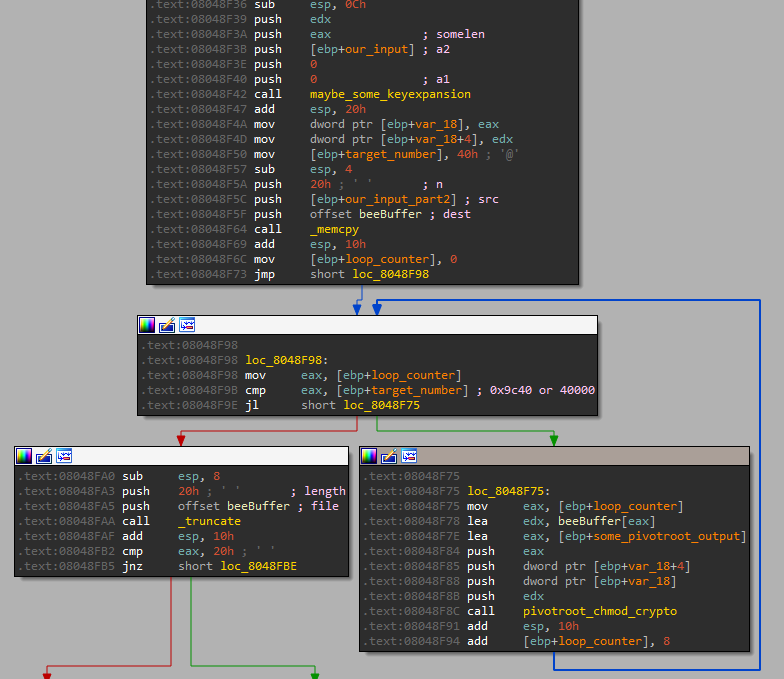 .text:08048F36 sub esp, 0Ch
.text:08048F39 push edx
.text:08048F3A push eax ; somelen
.text:08048F3B push [ebp+our_input] ; a2
.text:08048F3E push 0
.text:08048F40 push 0 ; a1
.text:08048F42 call maybe_some_keyexpansion
.text:08048F47 add esp, 20h
.text:08048F4A mov dword ptr [ebp+var_18], eax
.text:08048F4D mov dword ptr [ebp+var_18+4], edx
.text:08048F50 mov [ebp+target_number], 40h ; '@'
.text:08048F57 sub esp, 4
.text:08048F5A push 20h ; ' ' ; n
.text:08048F5C push [ebp+our_input_part2] ; src
.text:08048F5F push offset beeBuffer ; dest
.text:08048F64 call _memcpy
.text:08048F69 add esp, 10h
.text:08048F6C mov [ebp+loop_counter], 0
.text:08048F73 jmp short loc_8048F98
.text:08048F98
.text:08048F98 loc_8048F98:
.text:08048F98 mov eax, [ebp+loop_counter]
.text:08048F9B cmp eax, [ebp+target_number] ; 0x9c40 or 40000
.text:08048F9E jl short loc_8048F75
.text:08048FA0 sub esp, 8
.text:08048FA3 push 20h ; ' ' ; length
.text:08048FA5 push offset beeBuffer ; file
.text:08048FAA call _truncate
.text:08048FAF add esp, 10h
.text:08048FB2 cmp eax, 20h ; ' '
.text:08048FB5 jnz short loc_8048FBE
.text:08048F75
.text:08048F75 loc_8048F75:
.text:08048F75 mov eax, [ebp+loop_counter]
.text:08048F78 lea edx, beeBuffer[eax]
.text:08048F7E lea eax, [ebp+some_pivotroot_output]
.text:08048F84 push eax
.text:08048F85 push dword ptr [ebp+var_18+4]
.text:08048F88 push dword ptr [ebp+var_18]
.text:08048F8B push edx
.text:08048F8C call pivotroot_chmod_crypto
.text:08048F91 add esp, 10h
.text:08048F94 add [ebp+loop_counter], 8